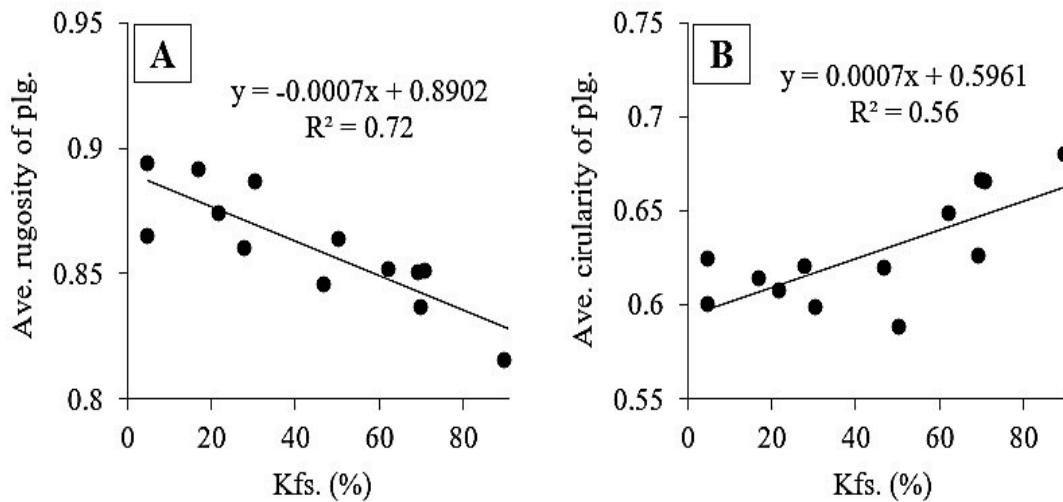 A
y = -0.0007x + 0.8902
R² = 0.72
Ave. rugosity of plg.
0.95
0.9
0.85
0.8
0
20
40
60
80
Kfs. (%)
B
y = 0.0007x + 0.5961
R² = 0.56
Ave. cirularity of plg.
0.75
0.7
0.65
0.6
0.55
0
20
40
60
80
Kfs. (%)